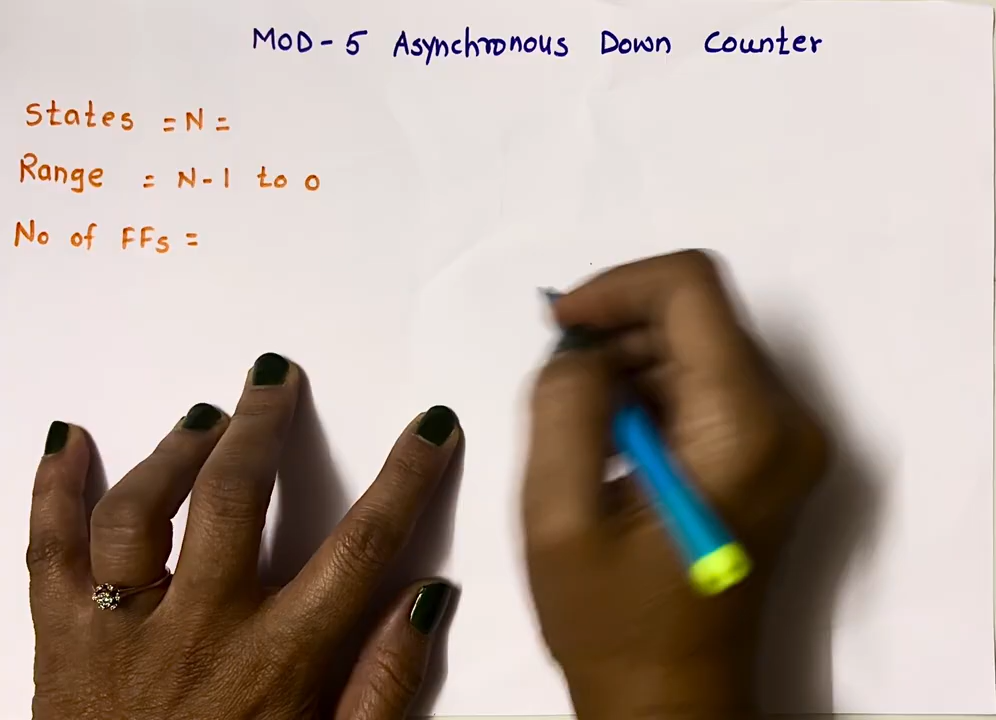 MOD-5 Asynchronous Down Counter
States = N =
Range = N-1 to 0
No of FFs =